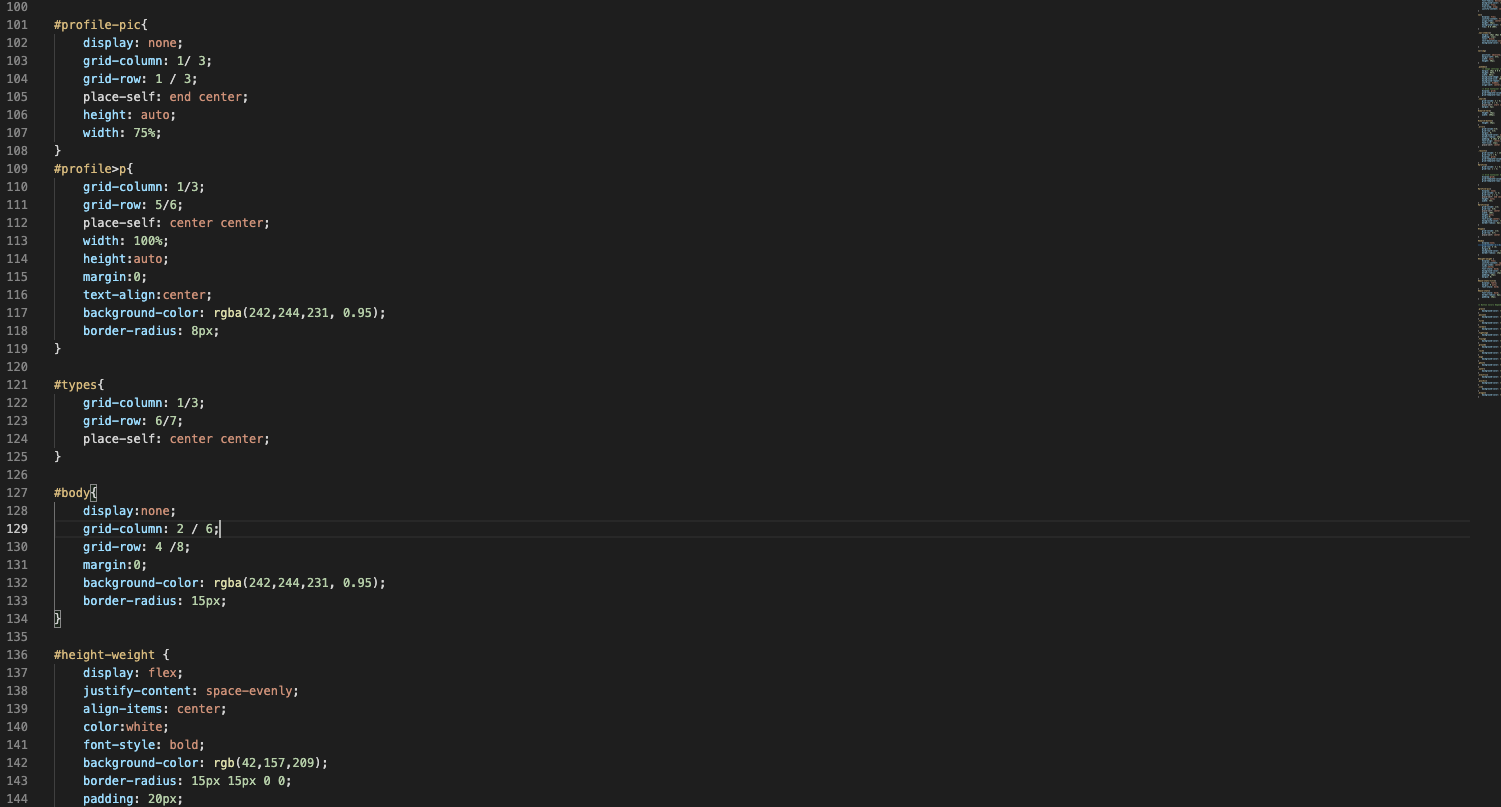 100
101 #profile-pic{
102     display: none;
103     grid-column: 1/ 3;
104     grid-row: 1 / 3;
105     place-self: end center;
106     height: auto;
107     width: 75%;
108 }
109 #profile>p{
110     grid-column: 1/3;
111     grid-row: 5/6;
112     place-self: center center;
113     width: 100%;
114     height:auto;
115     margin:0;
116     text-align:center;
117     background-color: rgba(242,244,231, 0.95);
118     border-radius: 8px;
119 }
120
121 #types{
122     grid-column: 1/3;
123     grid-row: 6/7;
124     place-self: center center;
125 }
126
127 #body{
128     display:none;
129     grid-column: 2 / 6;
130     grid-row: 4 /8;
131     margin:0;
132     background-color: rgba(242,244,231, 0.95);
133     border-radius: 15px;
134 }
135
136 #height-weight {
137     display: flex;
138     justify-content: space-evenly;
139     align-items: center;
140     color:white;
141     font-style: bold;
142     background-color: rgb(42,157,209);
143     border-radius: 15px 15px 0 0;
144     padding: 20px;